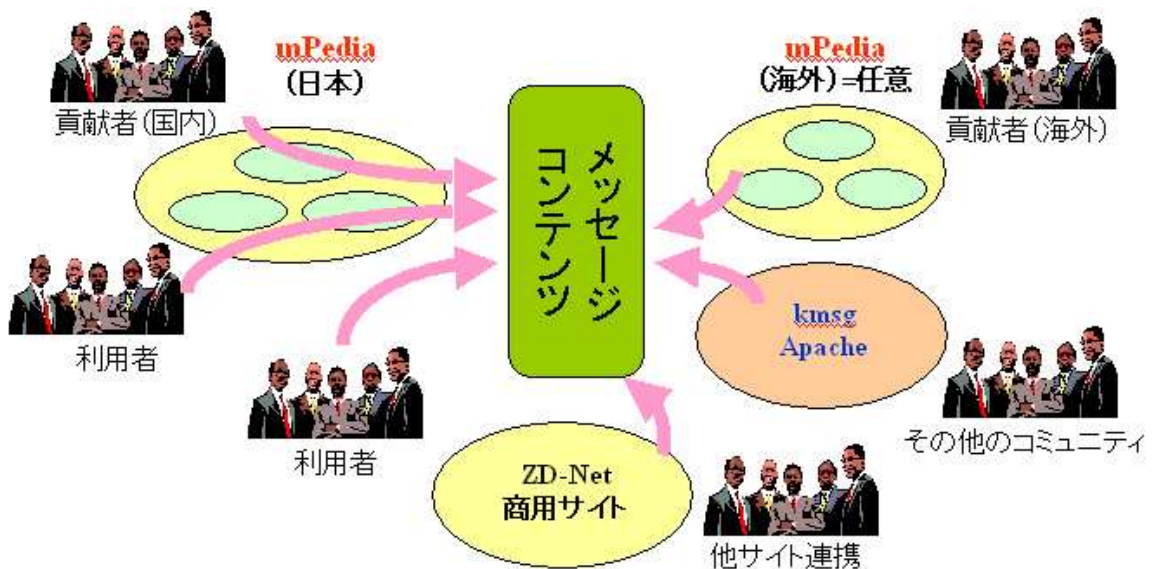 mPedia
(日本)
貢献者(国内)
mPedia
(海外)=任意
貢献者(海外)
メッセージ
コンテンツ
利用者
利用者
kmsg
Apache
その他のコミュニティ
ZD-Net
商用サイト
他サイト連携